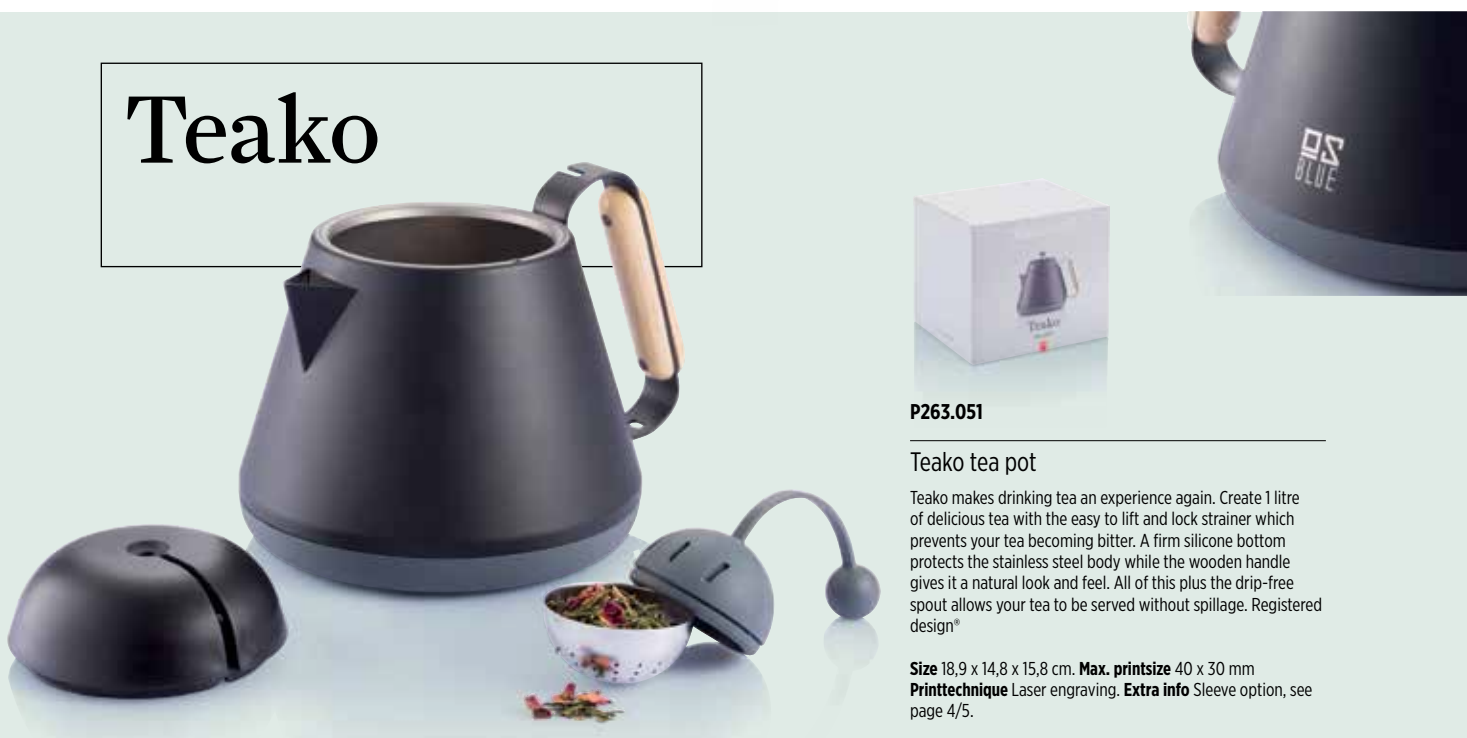 Teako
OS
BLUE
Teako
P263.051
Teako tea pot
Teako makes drinking tea an experience again. Create 1 litre
of delicious tea with the easy to lift and lock strainer which
prevents your tea becoming bitter. A firm silicone bottom
protects the stainless steel body while the wooden handle
gives it a natural look and feel. All of this plus the drip-free
spout allows your tea to be served without spillage. Registered
design®
Size 18,9 x 14,8 x 15,8 cm. Max. printsize 40 x 30 mm
Printtechnique Laser engraving. Extra info Sleeve option, see
page 4/5.